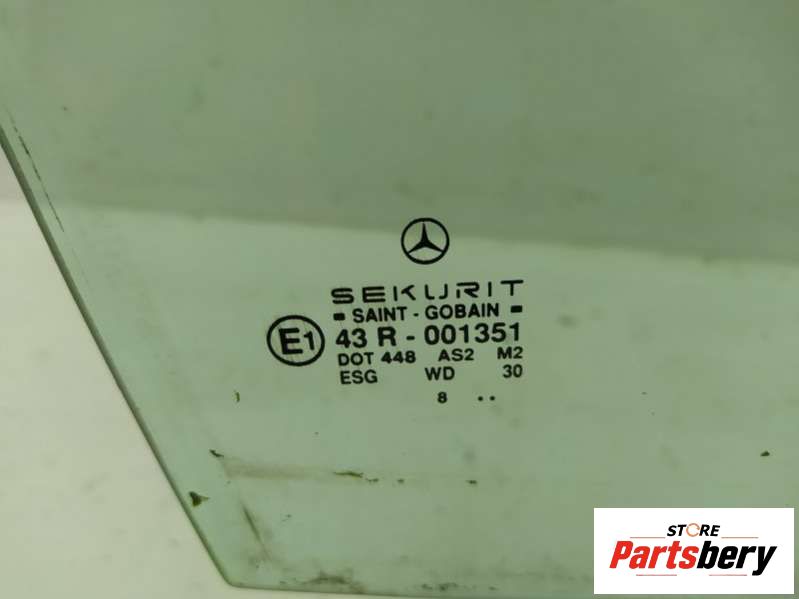 SEKURIT
SAINT - GOBAIN
E1 43 R - 001351
DOT 448 AS2 M2
ESG WD 30
8 ..
STORE
Partsbery